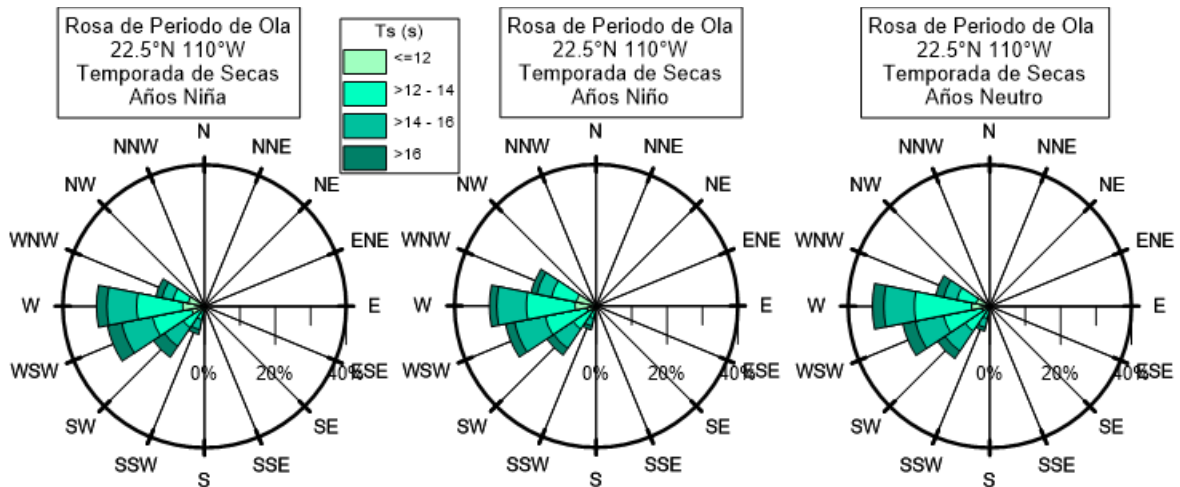 Rosa de Periodo de Ola
22.5°N 110°W
Temporada de Secas
Años Niña
Ts (s)
<=12
>12 - 14
>14 - 16
>16
Rosa de Periodo de Ola
22.5°N 110°W
Temporada de Secas
Años Niño
Rosa de Periodo de Ola
22.5°N 110°W
Temporada de Secas
Años Neutro
N
NNE
NE
ENE
E
ESE
SE
SSE
S
SSW
SW
WSW
W
WNW
NW
NNW
0%
20%
40%
N
NNE
NE
ENE
E
ESE
SE
SSE
S
SSW
SW
WSW
W
WNW
NW
NNW
0%
20%
40%
N
NNE
NE
ENE
E
ESE
SE
SSE
S
SSW
SW
WSW
W
WNW
NW
NNW
0%
20%
40%